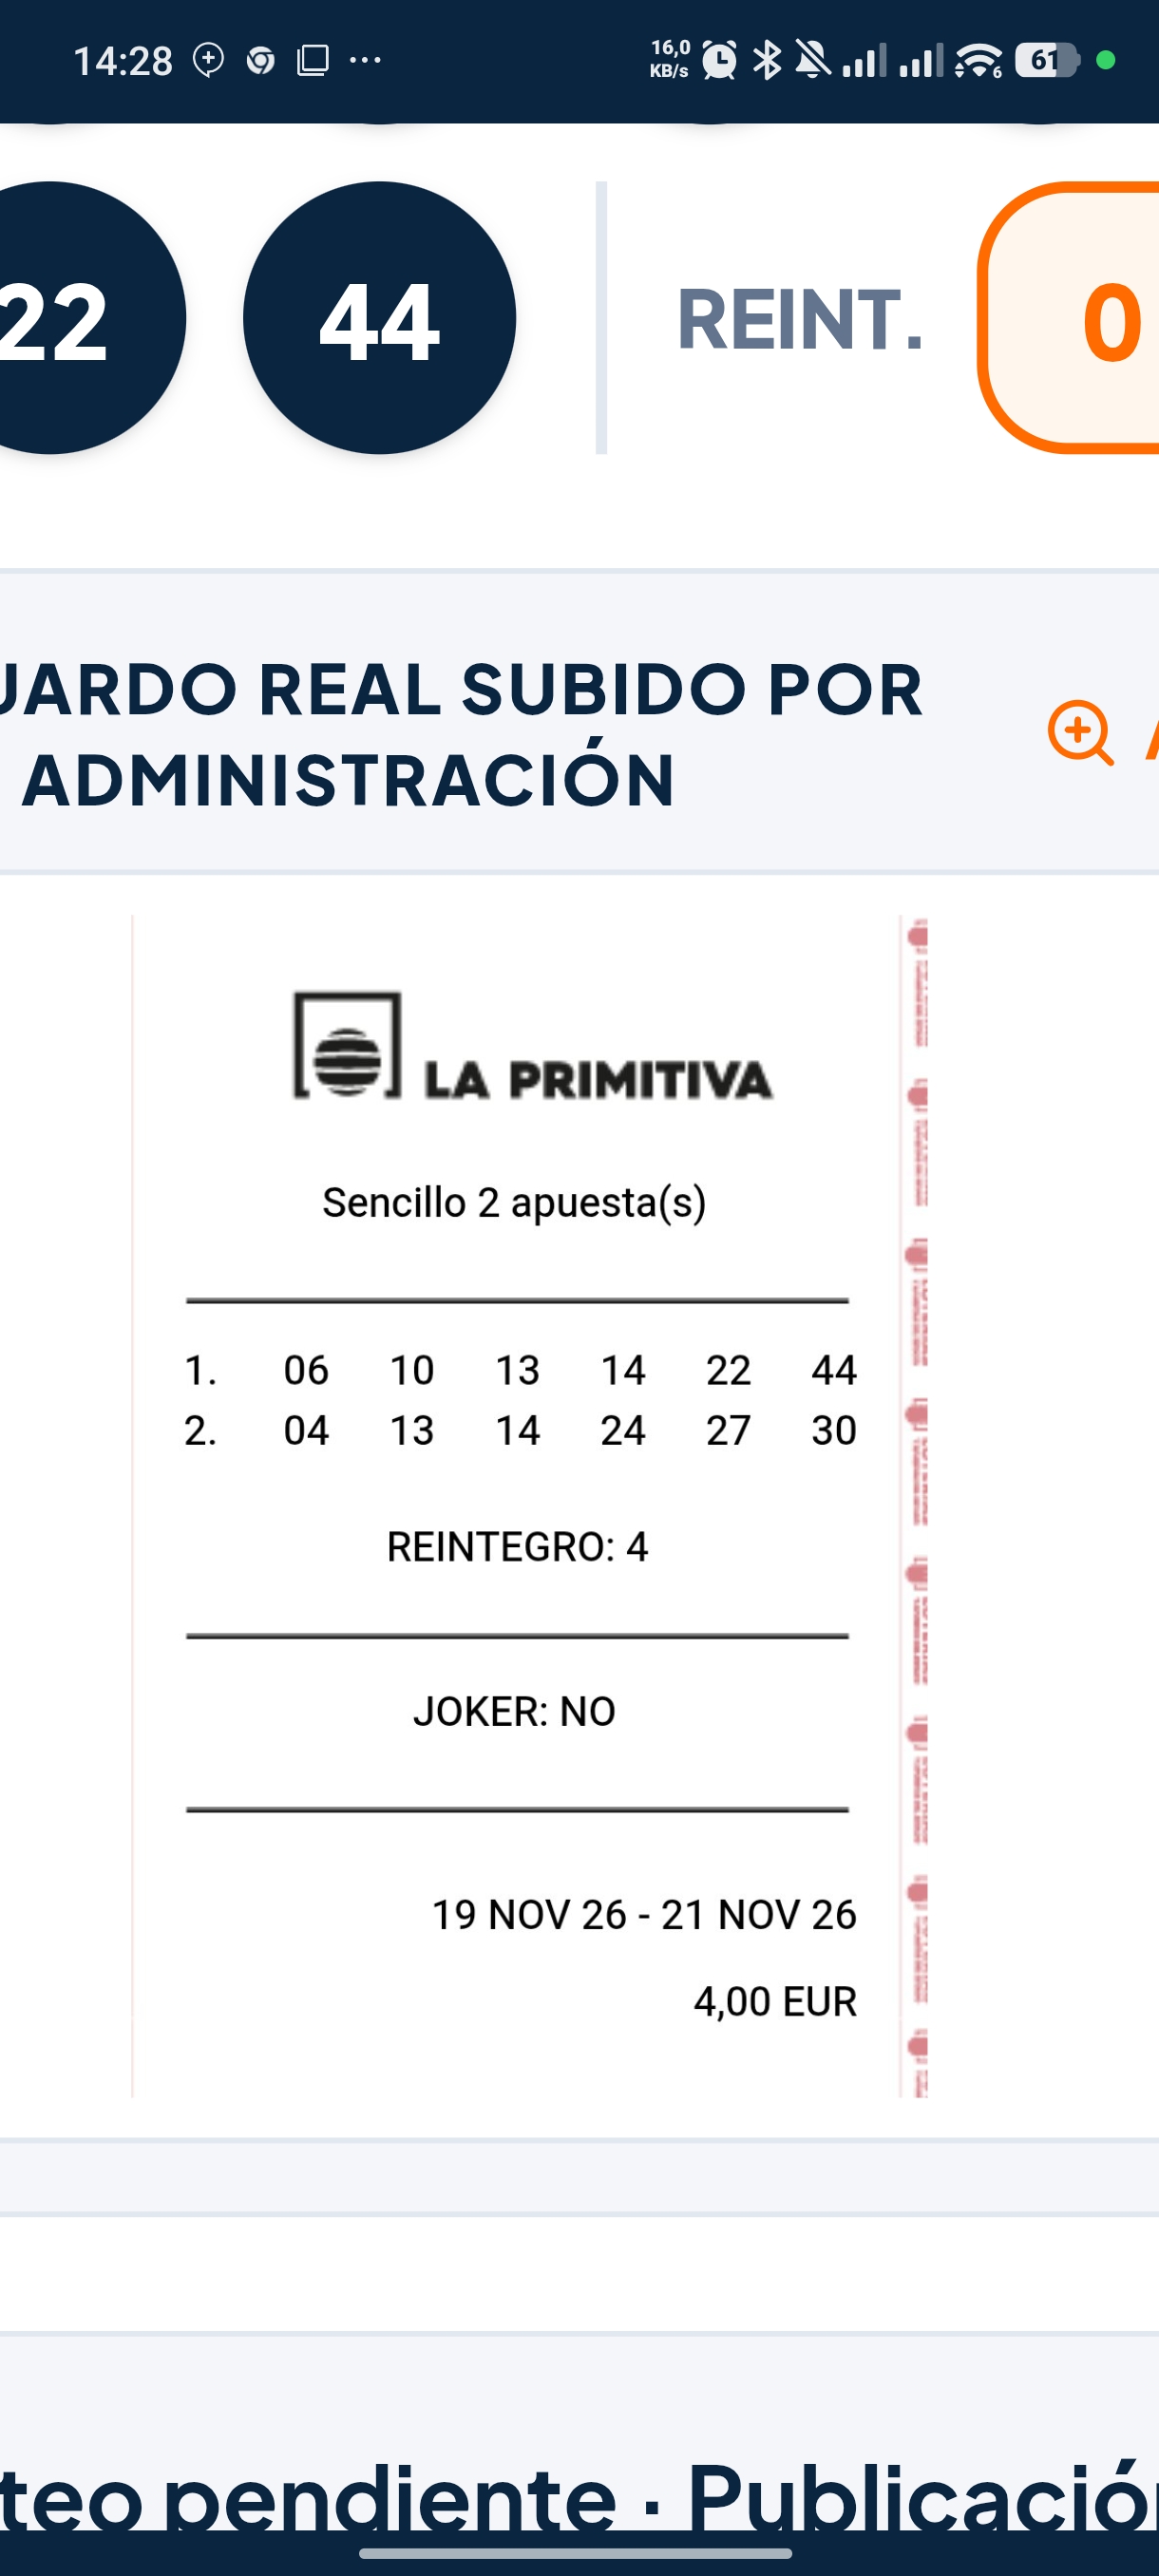 14:28 16,0 KB/s 61
22 44 REINT. 0
UARDO REAL SUBIDO POR
ADMINISTRACIÓN
LA PRIMITIVA
Sencillo 2 apuesta(s)
1. 06 10 13 14 22 44
2. 04 13 14 24 27 30
REINTEGRO: 4
JOKER: NO
19 NOV 26 - 21 NOV 26
4,00 EUR
teo pendiente · Publicación